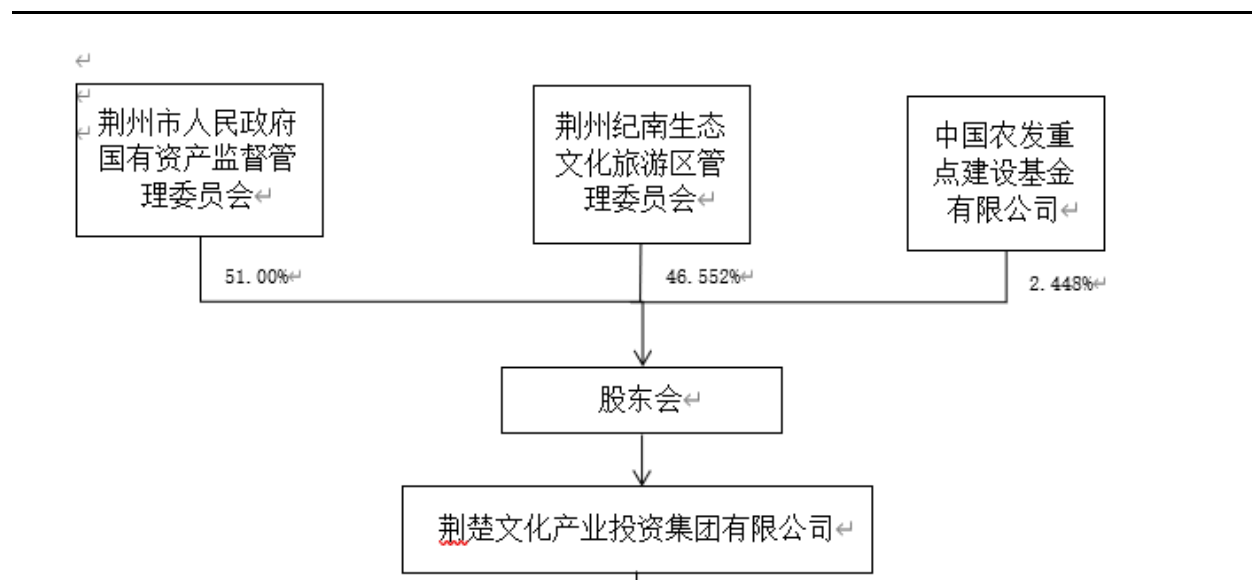 荆州市人民政府
国有资产监督管
理委员会
荆州纪南生态
文化旅游区管
理委员会
中国农发重
点建设基金
有限公司
51.00%
46.552%
2.448%
股东会
荆楚文化产业投资集团有限公司